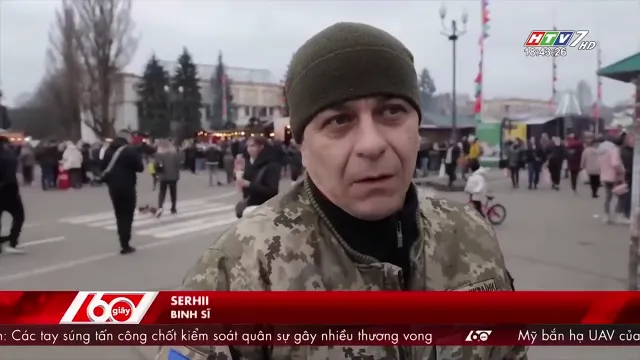 HTV7 HD
18:43:26
60 giây
SERHII
BINH SĨ
n: Các tay súng tấn công chốt kiểm soát quân sự gây nhiều thương vong
60
Mỹ bắn hạ UAV của